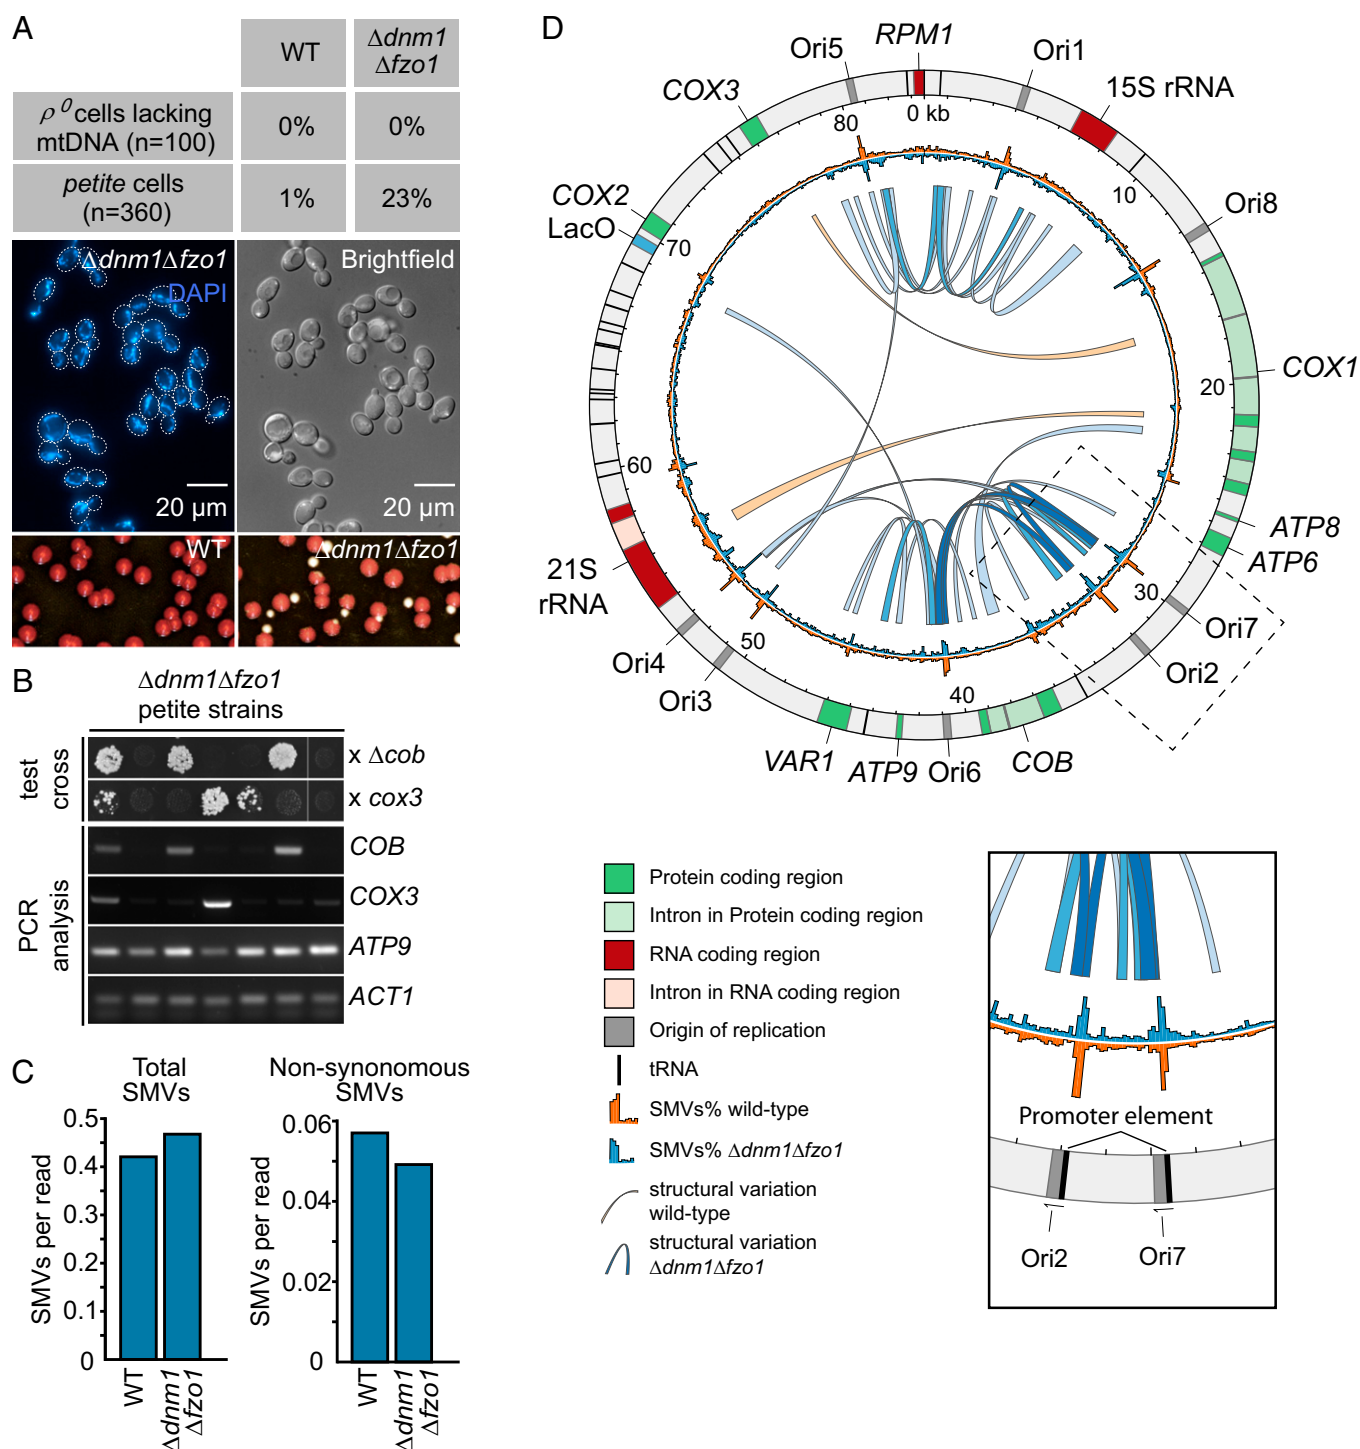 A
WT
Δdnm1
Δfzo1
ρ⁰ cells lacking
mtDNA (n=100)
0%
0%
petite cells
(n=360)
1%
23%
Δdnm1Δfzo1
DAPI
20 µm
Brightfield
20 µm
WT
Δdnm1Δfzo1
B
Δdnm1Δfzo1
petite strains
test
cross
x Δcob
x cox3
PCR
analysis
COB
COX3
ATP9
ACT1
C
Total
SMVs
SMVs per read
0.5
0.4
0.3
0.2
0.1
0
WT
Δdnm1
Δfzo1
Non-synonomous
SMVs
SMVs per read
0.06
0.04
0.02
0
WT
Δdnm1
Δfzo1
D
RPM1
Ori5
Ori1
COX3
15S rRNA
80
0 kb
10
Ori8
COX2
LacO
70
COX1
20
60
ATP8
ATP6
21S
rRNA
30
Ori7
Ori4
50
Ori2
Ori3
40
VAR1
ATP9
Ori6
COB
Protein coding region
Intron in Protein coding region
RNA coding region
Intron in RNA coding region
Origin of replication
tRNA
SMVs% wild-type
SMVs% Δdnm1Δfzo1
structural variation
wild-type
structural variation
Δdnm1Δfzo1
Promoter element
Ori2
Ori7